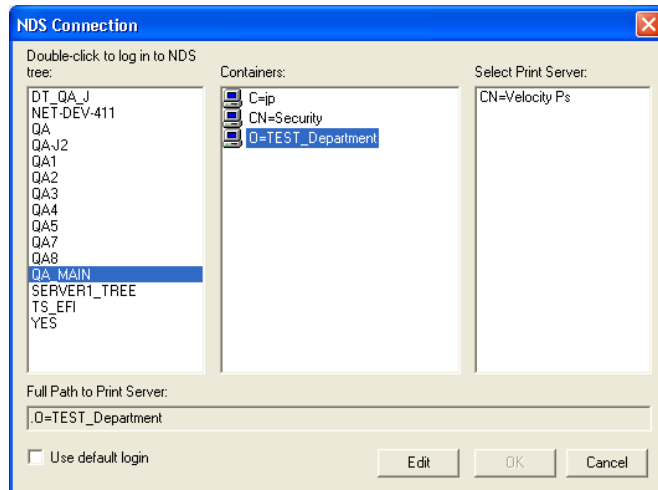 NDS Connection
Double-click to log in to NDS
tree:
Containers:
Select Print Server:
DT_QA_J
NET-DEV-411
QA
QA-J2
QA1
QA2
QA3
QA4
QA5
QA7
QA8
QA_MAIN
SERVER1_TREE
TS_EFI
YES
C=jp
CN=Security
O=TEST_Department
CN=Velocity Ps
Full Path to Print Server:
.O=TEST_Department
Use default login
Edit
OK
Cancel